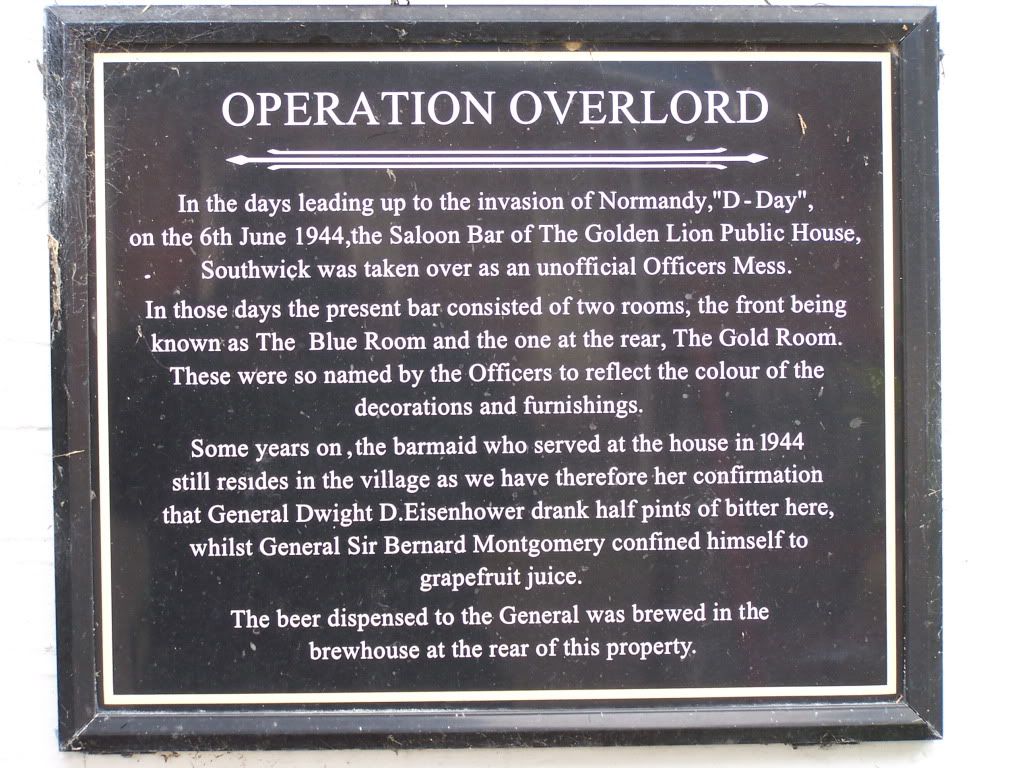 OPERATION OVERLORD
In the days leading up to the invasion of Normandy,"D-Day",
on the 6th June 1944,the Saloon Bar of The Golden Lion Public House,
Southwick was taken over as an unofficial Officers Mess.
In those days the present bar consisted of two rooms, the front being
known as The Blue Room and the one at the rear, The Gold Room.
These were so named by the Officers to reflect the colour of the
decorations and furnishings.
Some years on ,the barmaid who served at the house in 1944
still resides in the village as we have therefore her confirmation
that General Dwight D.Eisenhower drank half pints of bitter here,
whilst General Sir Bernard Montgomery confined himself to
grapefruit juice.
The beer dispensed to the General was brewed in the
brewhouse at the rear of this property.